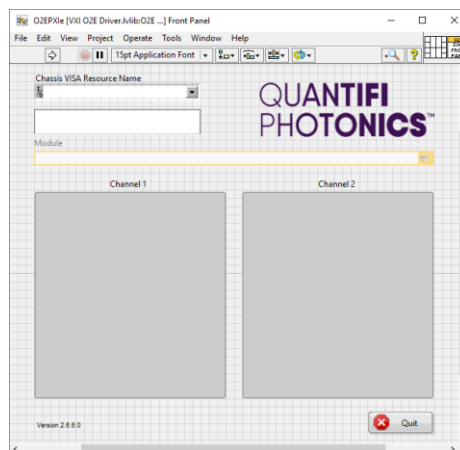 O2EPXIe [VXI O2E Driver.lvlib:O2E ...] Front Panel
File Edit View Project Operate Tools Window Help
15pt Application Font
Chassis VISA Resource Name
QUANTIFI
PHOTONICS™
Module
Channel 1 Channel 2
Version 2.6.6.0
Quit